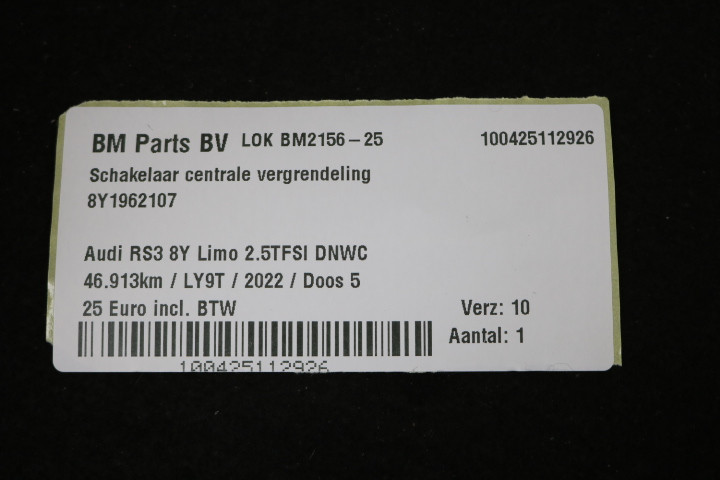 BM Parts BV LOK BM2156-25 100425112926
Schakelaar centrale vergrendeling
8Y1962107
Audi RS3 8Y Limo 2.5TFSI DNWC
46.913km / LY9T / 2022 / Doos 5
25 Euro incl. BTW Verz: 10
Aantal: 1
100425112926